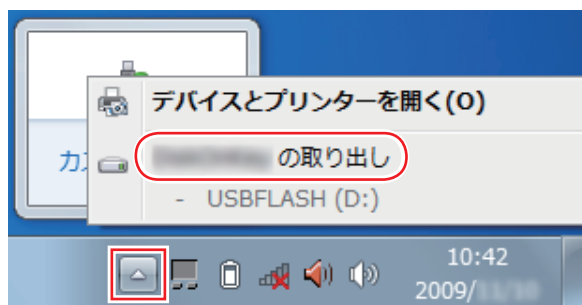 デバイスとプリンターを開く(O)
カ
の取り出し
- USBFLASH (D:)
10:42
2009/